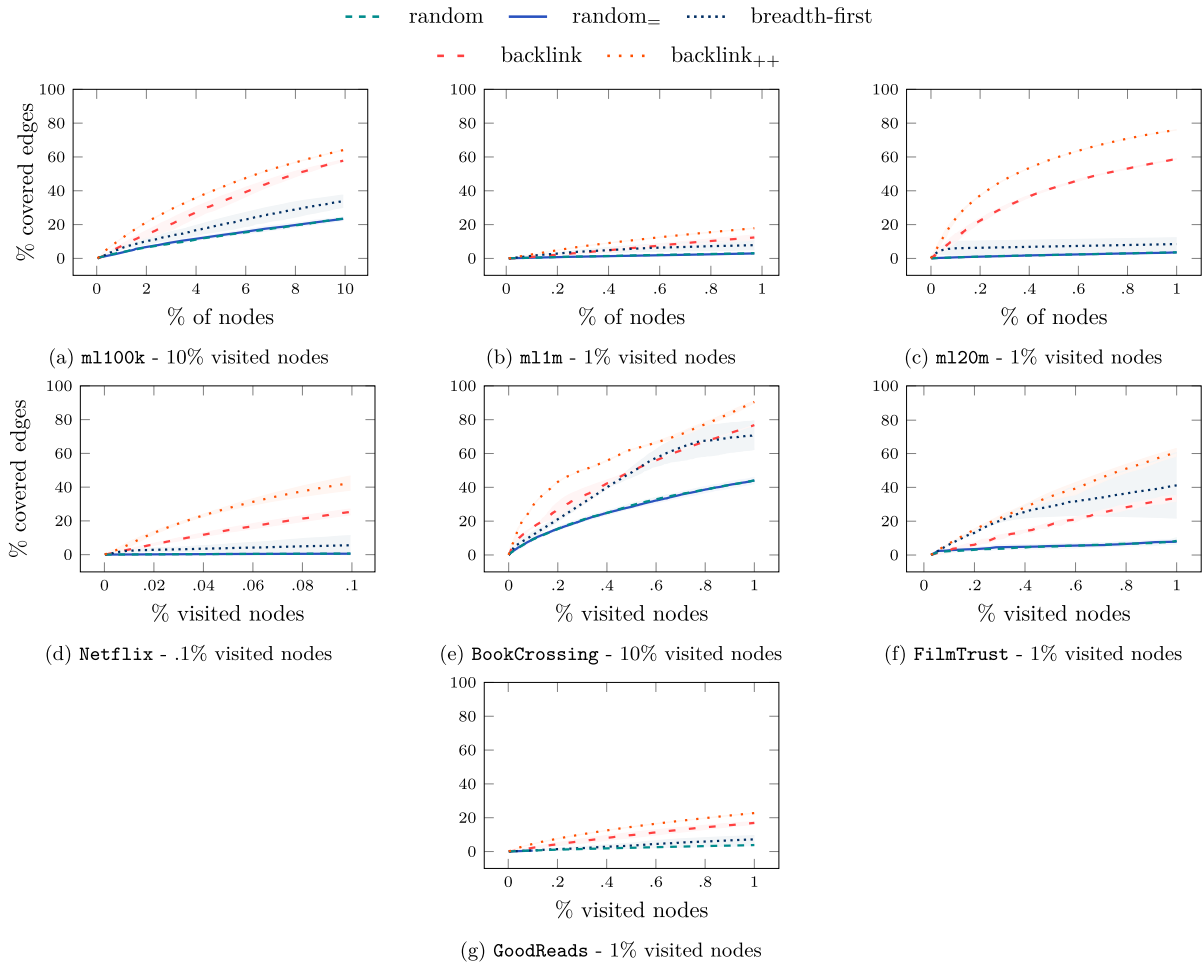 random random= breadth-first
backlink backlink++
% covered edges
100
80
60
40
20
0
0 2 4 6 8 10
% of nodes
(a) ml100k - 10% visited nodes
100
80
60
40
20
0
0 .2 .4 .6 .8 1
% of nodes
(b) ml1m - 1% visited nodes
100
80
60
40
20
0
0 .2 .4 .6 .8 1
% of nodes
(c) ml20m - 1% visited nodes
% covered edges
100
80
60
40
20
0
0 .02 .04 .06 .08 .1
% visited nodes
(d) Netflix - .1% visited nodes
100
80
60
40
20
0
0 .2 .4 .6 .8 1
% visited nodes
(e) BookCrossing - 10% visited nodes
100
80
60
40
20
0
0 .2 .4 .6 .8 1
% visited nodes
(f) FilmTrust - 1% visited nodes
100
80
60
40
20
0
0 .2 .4 .6 .8 1
% visited nodes
(g) GoodReads - 1% visited nodes